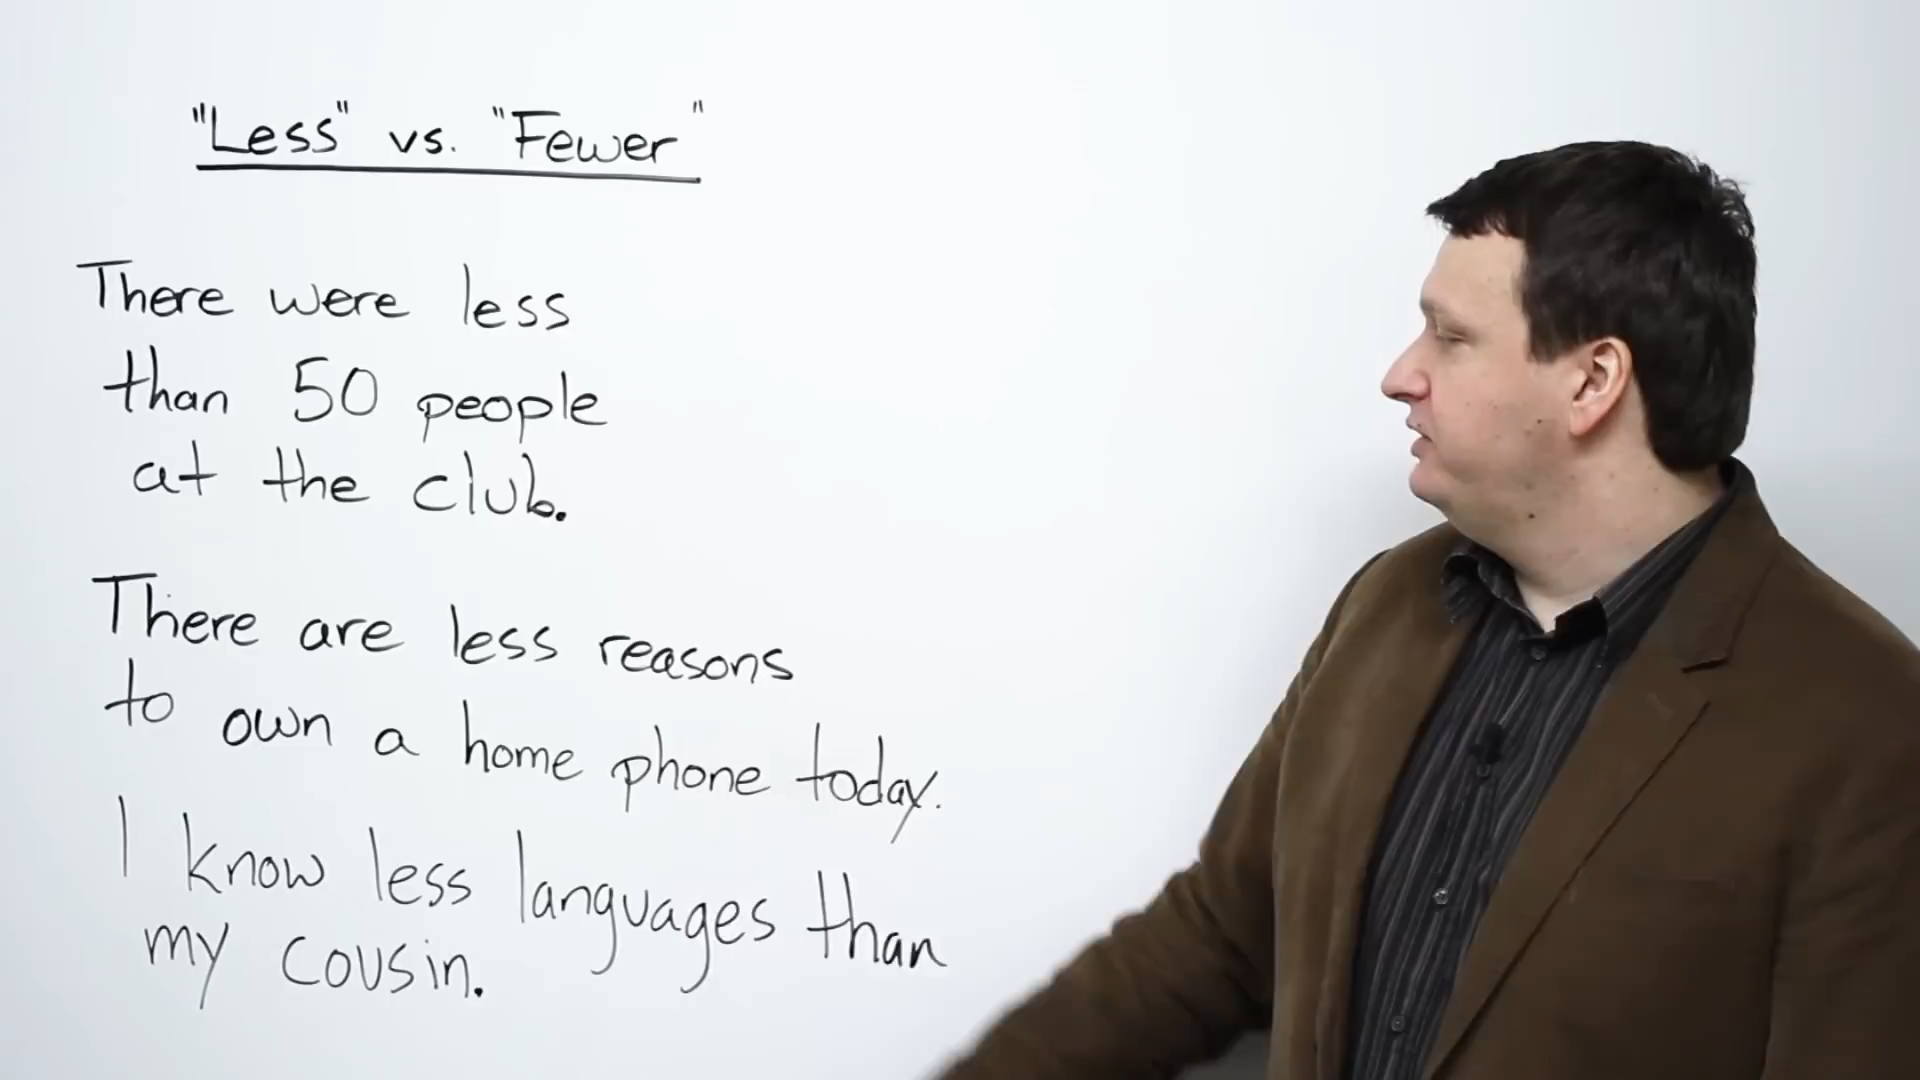 "Less" vs. "Fewer"
There were less
than 50 people
at the club.
There are less reasons
to own a home phone today.
I know less languages than
my cousin.